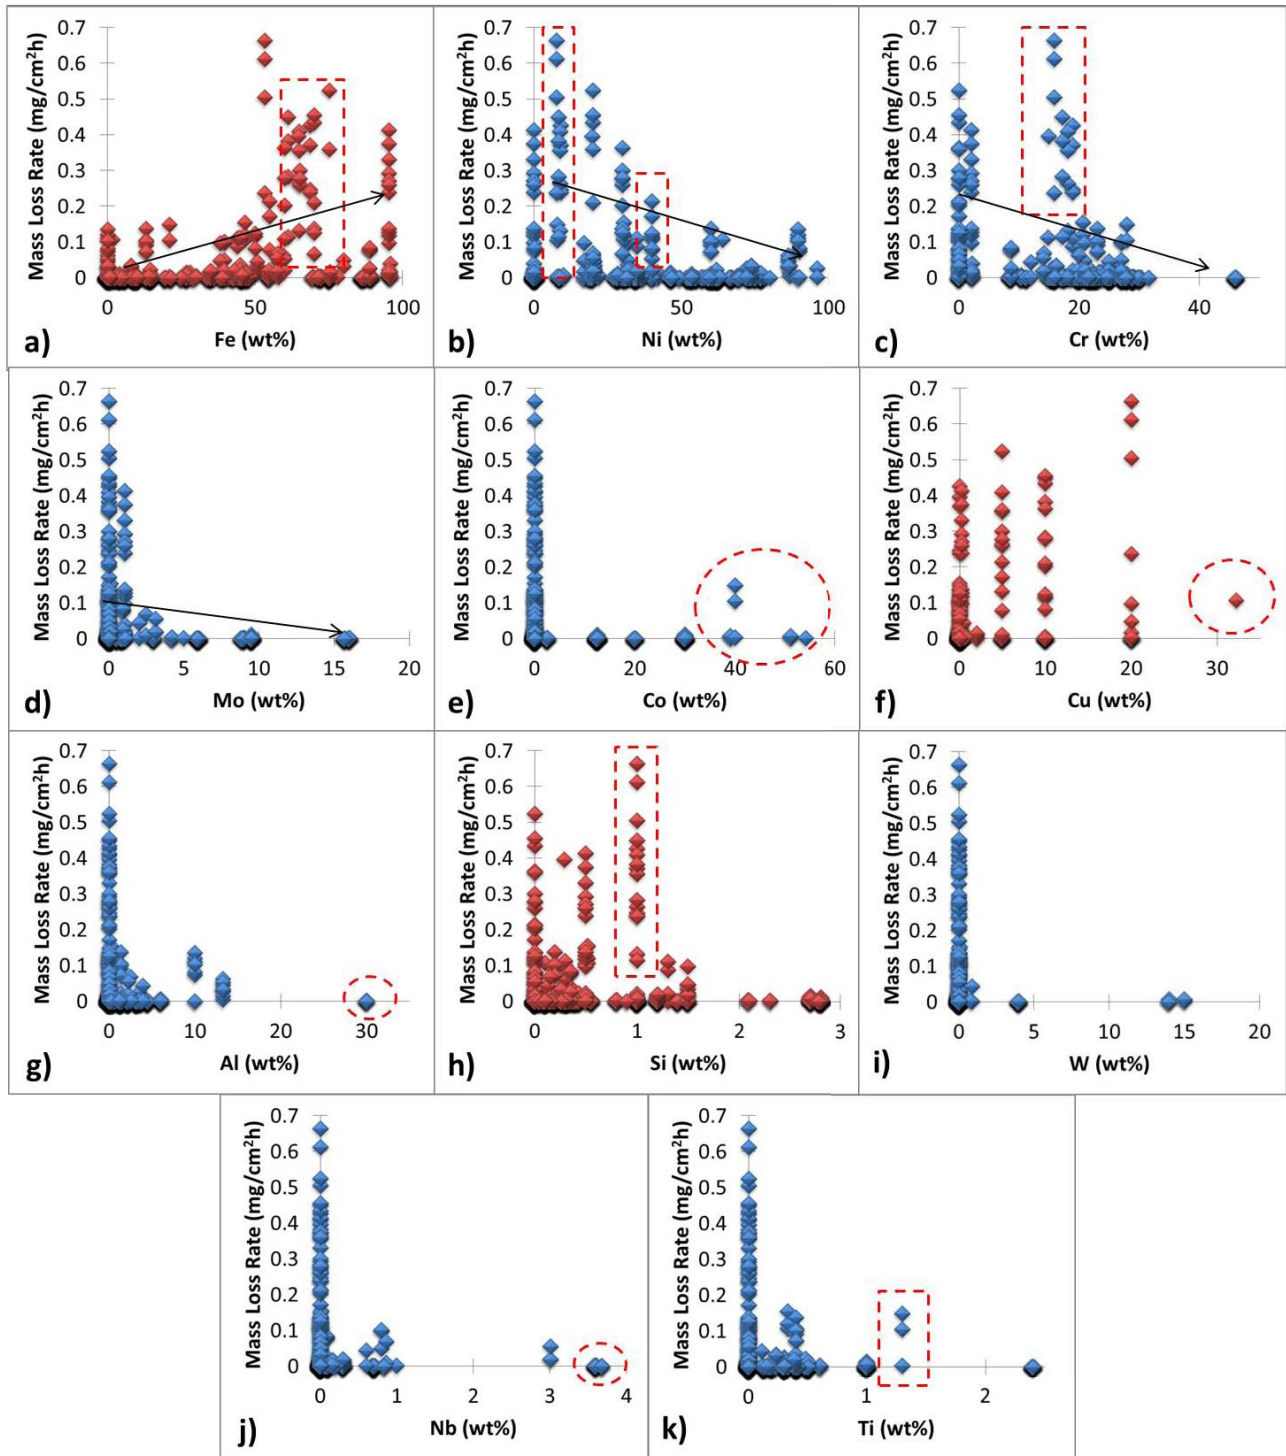 0.7
0.6
0.5
0.4
0.3
0.2
0.1
0
Mass Loss Rate (mg/cm²h)
0 50 100
a) Fe (wt%)
0.7
0.6
0.5
0.4
0.3
0.2
0.1
0
Mass Loss Rate (mg/cm²h)
0 50 100
b) Ni (wt%)
0.7
0.6
0.5
0.4
0.3
0.2
0.1
0
Mass Loss Rate (mg/cm²h)
0 20 40
c) Cr (wt%)
0.7
0.6
0.5
0.4
0.3
0.2
0.1
0
Mass Loss Rate (mg/cm²h)
0 5 10 15 20
d) Mo (wt%)
0.7
0.6
0.5
0.4
0.3
0.2
0.1
0
Mass Loss Rate (mg/cm²h)
0 20 40 60
e) Co (wt%)
0.7
0.6
0.5
0.4
0.3
0.2
0.1
0
Mass Loss Rate (mg/cm²h)
0 10 20 30
f) Cu (wt%)
0.7
0.6
0.5
0.4
0.3
0.2
0.1
0
Mass Loss Rate (mg/cm²h)
0 10 20 30
g) Al (wt%)
0.7
0.6
0.5
0.4
0.3
0.2
0.1
0
Mass Loss Rate (mg/cm²h)
0 1 2 3
h) Si (wt%)
0.7
0.6
0.5
0.4
0.3
0.2
0.1
0
Mass Loss Rate (mg/cm²h)
0 5 10 15 20
i) W (wt%)
0.7
0.6
0.5
0.4
0.3
0.2
0.1
0
Mass Loss Rate (mg/cm²h)
0 1 2 3 4
j) Nb (wt%)
0.7
0.6
0.5
0.4
0.3
0.2
0.1
0
Mass Loss Rate (mg/cm²h)
0 1 2
k) Ti (wt%)